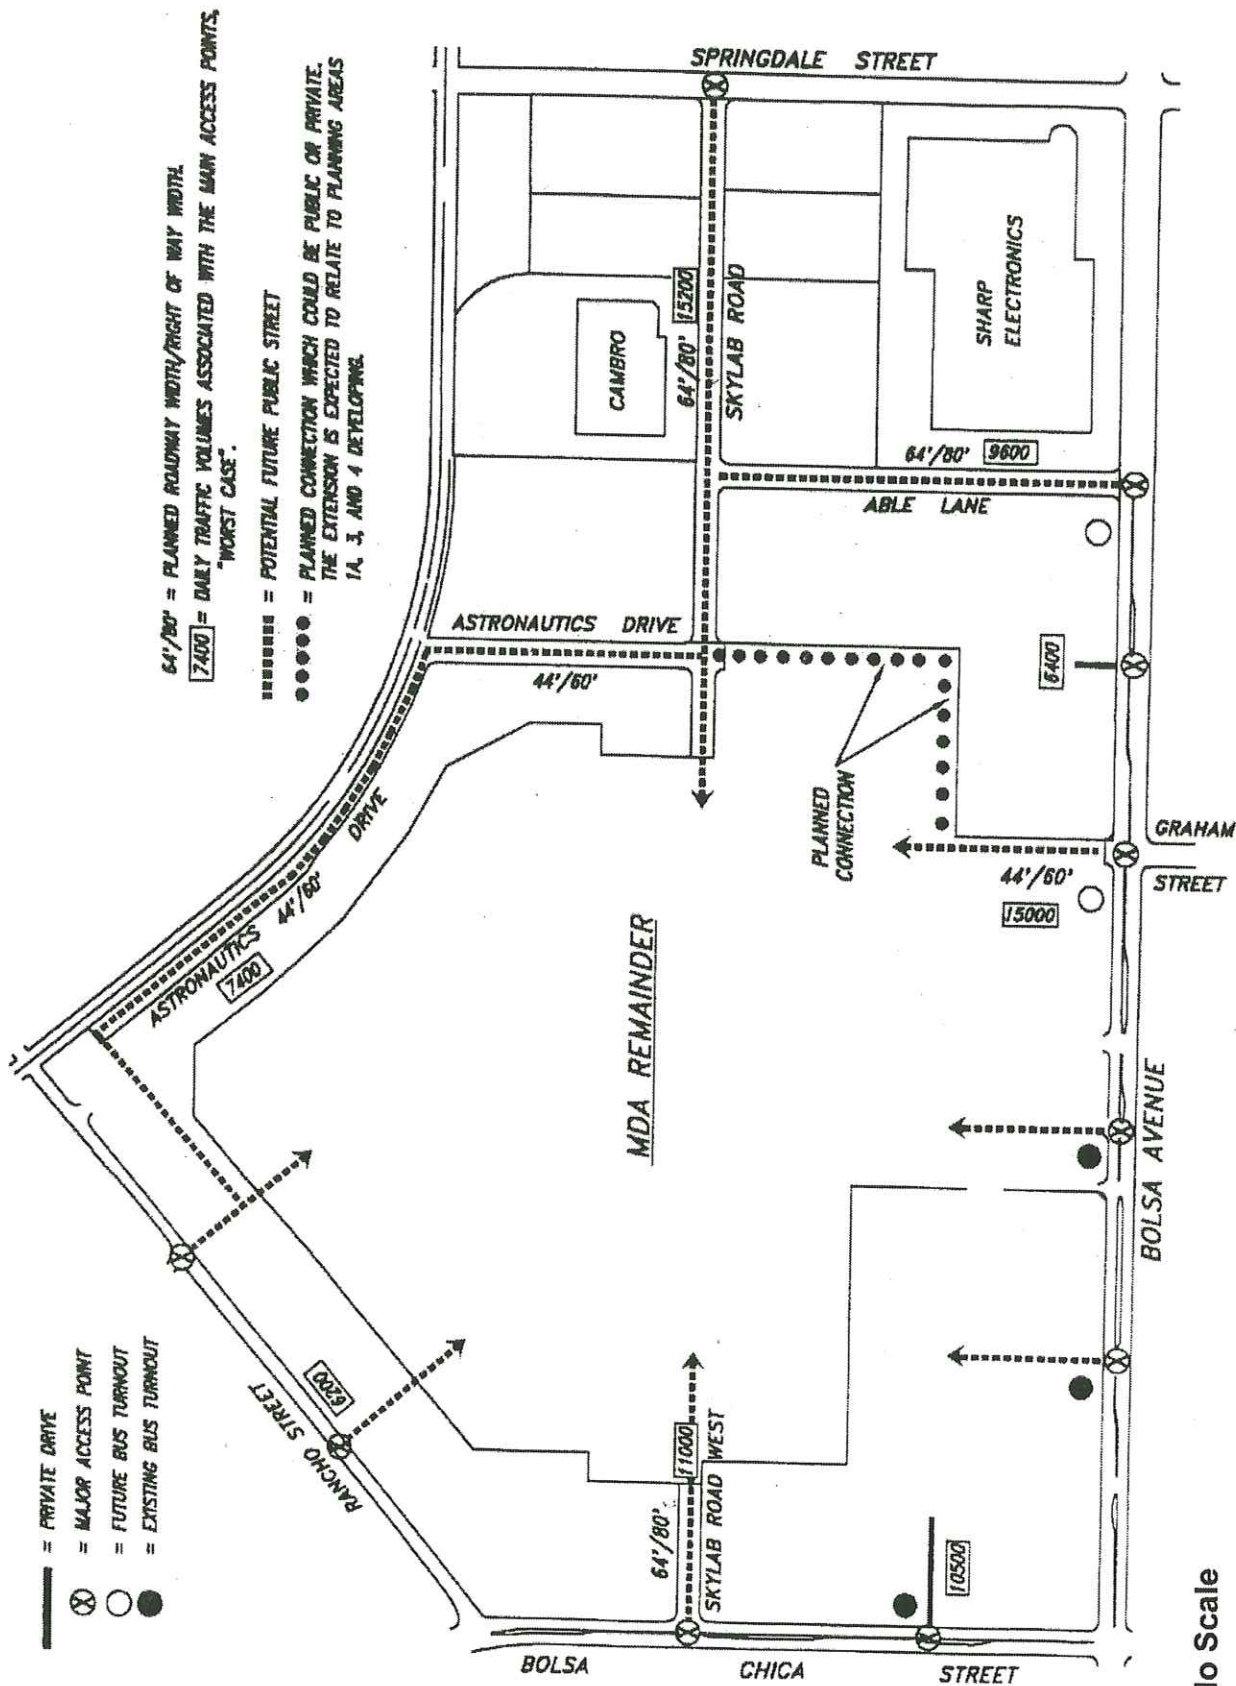 = PRIVATE DRIVE
= MAJOR ACCESS POINT
= FUTURE BUS TURNOUT
= EXISTING BUS TURNOUT
64'/80' = PLANNED ROADWAY WIDTH/RIGHT OF WAY WIDTH.
7400 = DAILY TRAFFIC VOLUMES ASSOCIATED WITH THE MAIN ACCESS POINTS,
"WORST CASE".
= POTENTIAL FUTURE PUBLIC STREET
= PLANNED CONNECTION WHICH COULD BE PUBLIC OR PRIVATE.
THE EXTENSION IS EXPECTED TO RELATE TO PLANNING AREAS
1A, 3, AND 4 DEVELOPING.
RANCHO STREET
6200
ASTRONAUTICS
DRIVE
7400
44'/60'
ASTRONAUTICS DRIVE
44'/60'
CAMBRO
64'/80'
15200
SKYLAB ROAD
SPRINGDALE STREET
SHARP
ELECTRONICS
64'/80'
9600
ABLE LANE
PLANNED
CONNECTION
6400
MDA REMAINDER
44'/60'
15000
GRAHAM
STREET
64'/80'
11000
SKYLAB ROAD WEST
10500
BOLSA CHICA STREET
BOLSA AVENUE
lo Scale